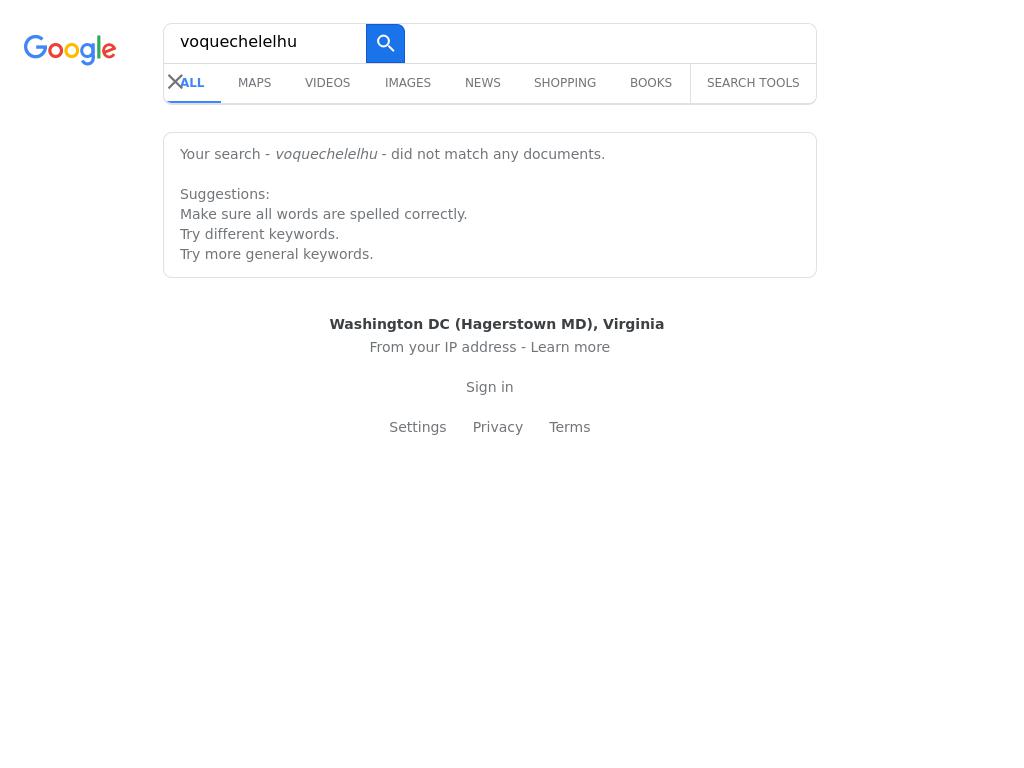 Google
voquechelelhu
ALL MAPS VIDEOS IMAGES NEWS SHOPPING BOOKS SEARCH TOOLS
Your search - voquechelelhu - did not match any documents.
Suggestions:
Make sure all words are spelled correctly.
Try different keywords.
Try more general keywords.
Washington DC (Hagerstown MD), Virginia
From your IP address - Learn more
Sign in
Settings Privacy Terms